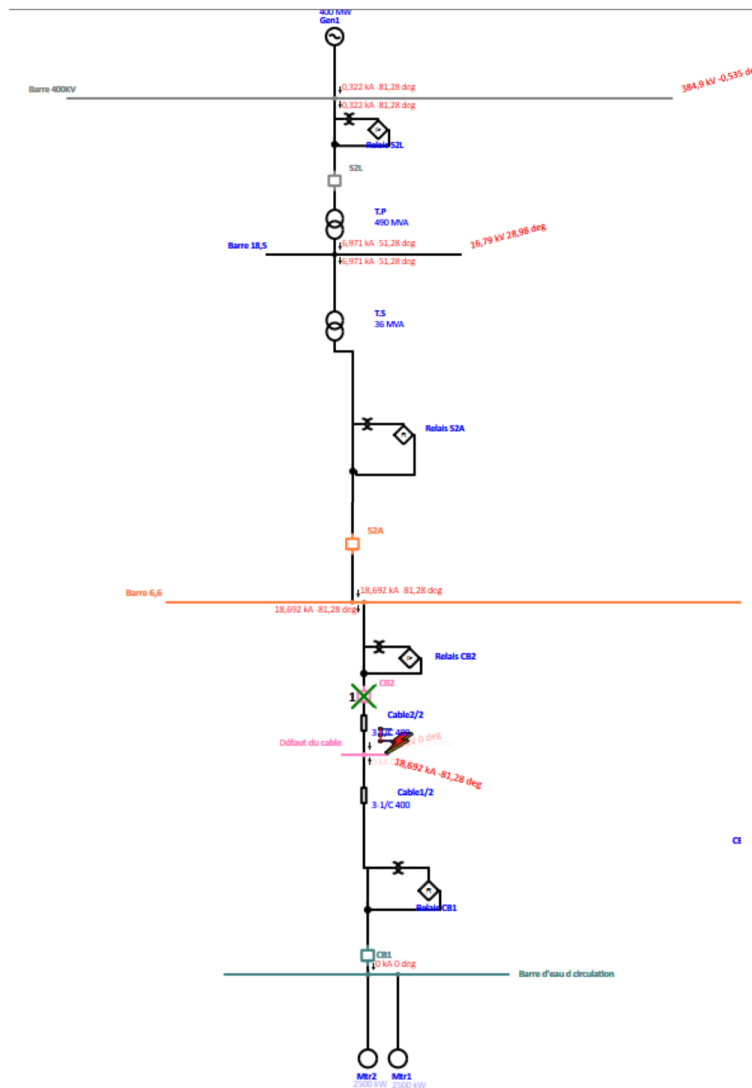 400 MW
Gen1
0,322 kA -81,28 deg
384,9 kV -0,535 de
Barre 400KV
0,322 kA -81,28 deg
Relais 52L
52L
T.P
490 MVA
16,79 kV 28,98 deg
6,971 kA -51,28 deg
Barre 18,5
6,971 kA -51,28 deg
T.S
36 MVA
Relais 52A
52A
18,692 kA -81,28 deg
Barre 6,6
18,692 kA -81,28 deg
Relais CB2
CB2
1
Cable2/2
Défaut du cable
18,692 kA -81,28 deg
Cable1/2
3-1/C 400
CE
Relais CB1
CB1
0 kA 0 deg
Barre d'eau d circulation
Mtr2
Mtr1
2500 kW
2500 kW